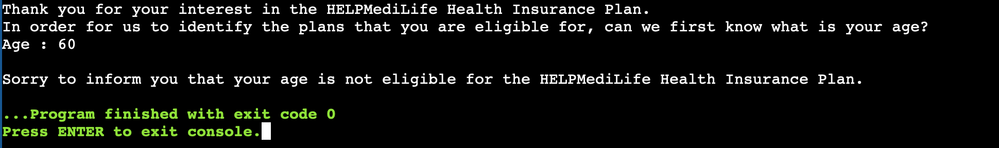 Thank you for your interest in the HELPMediLife Health Insurance Plan.
In order for us to identify the plans that you are eligible for, can we first know what is your age?
Age : 60
Sorry to inform you that your age is not eligible for the HELPMediLife Health Insurance Plan.
...Program finished with exit code 0
Press ENTER to exit console.